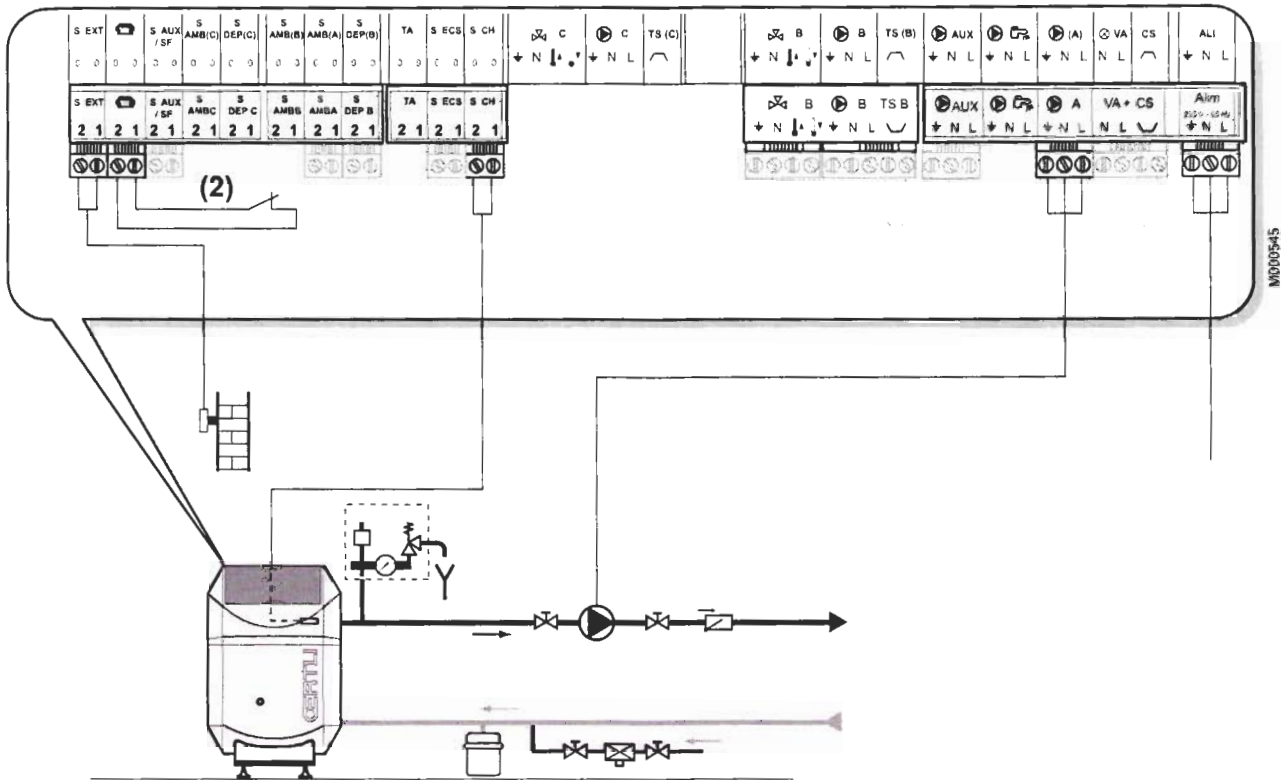 S EXT S AUX / SF S AMB(C) S DEP(C) S AMB(B) S AMB(A) S DEP(B) TA S ECS S CH C C TS (C) B B TS (B) AUX (A) VA CS ALI
N N L N N L N L N L N L N L
S EXT S AUX / SF S AMBC S DEP C S AMBB S AMBA S DEP B TA S ECS S CH B B TS B AUX A VA + CS Alim
2 1 2 1 2 1 2 1 2 1 2 1 2 1 2 1 2 1 2 1 2 1 N N L N L N L N L N L N L
(2)
M000545